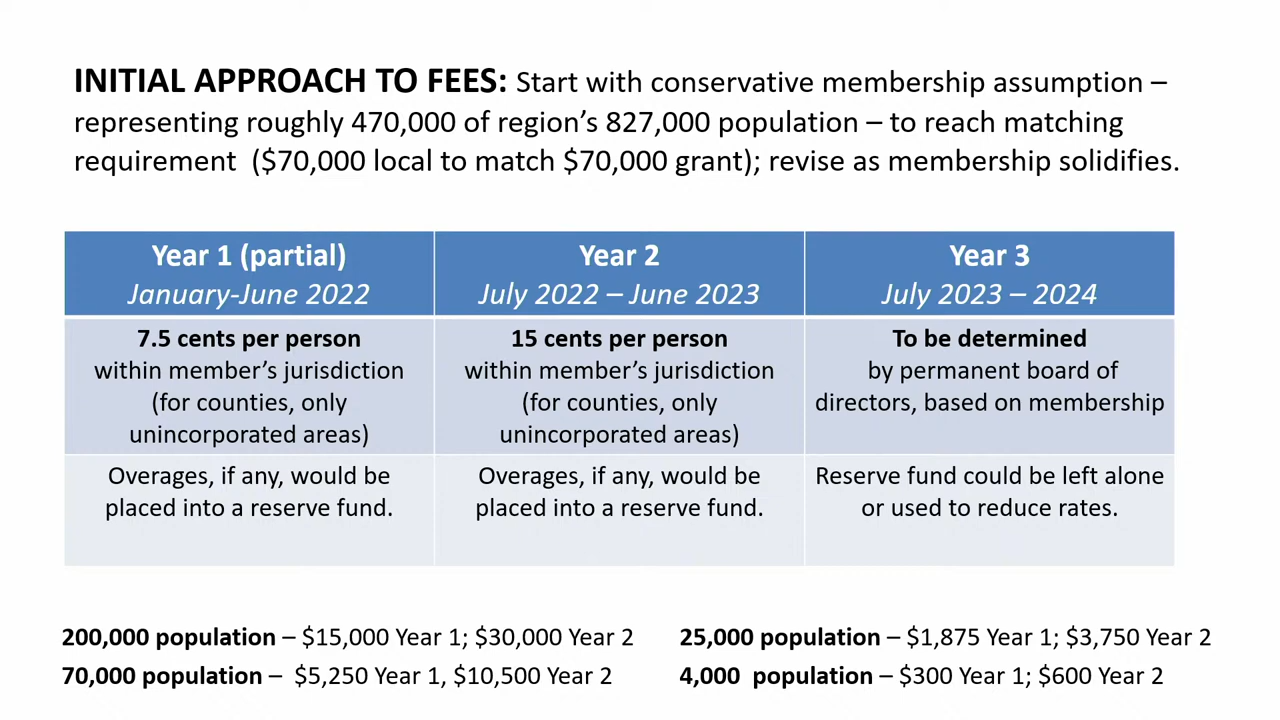 INITIAL APPROACH TO FEES: Start with conservative membership assumption –
representing roughly 470,000 of region’s 827,000 population – to reach matching
requirement ($70,000 local to match $70,000 grant); revise as membership solidifies.
Year 1 (partial)
January-June 2022
Year 2
July 2022 – June 2023
Year 3
July 2023 – 2024
7.5 cents per person
within member’s jurisdiction
(for counties, only
unincorporated areas)
15 cents per person
within member’s jurisdiction
(for counties, only
unincorporated areas)
To be determined
by permanent board of
directors, based on membership
Overages, if any, would be
placed into a reserve fund.
Overages, if any, would be
placed into a reserve fund.
Reserve fund could be left alone
or used to reduce rates.
200,000 population – $15,000 Year 1; $30,000 Year 2
70,000 population – $5,250 Year 1, $10,500 Year 2
25,000 population – $1,875 Year 1; $3,750 Year 2
4,000 population – $300 Year 1; $600 Year 2